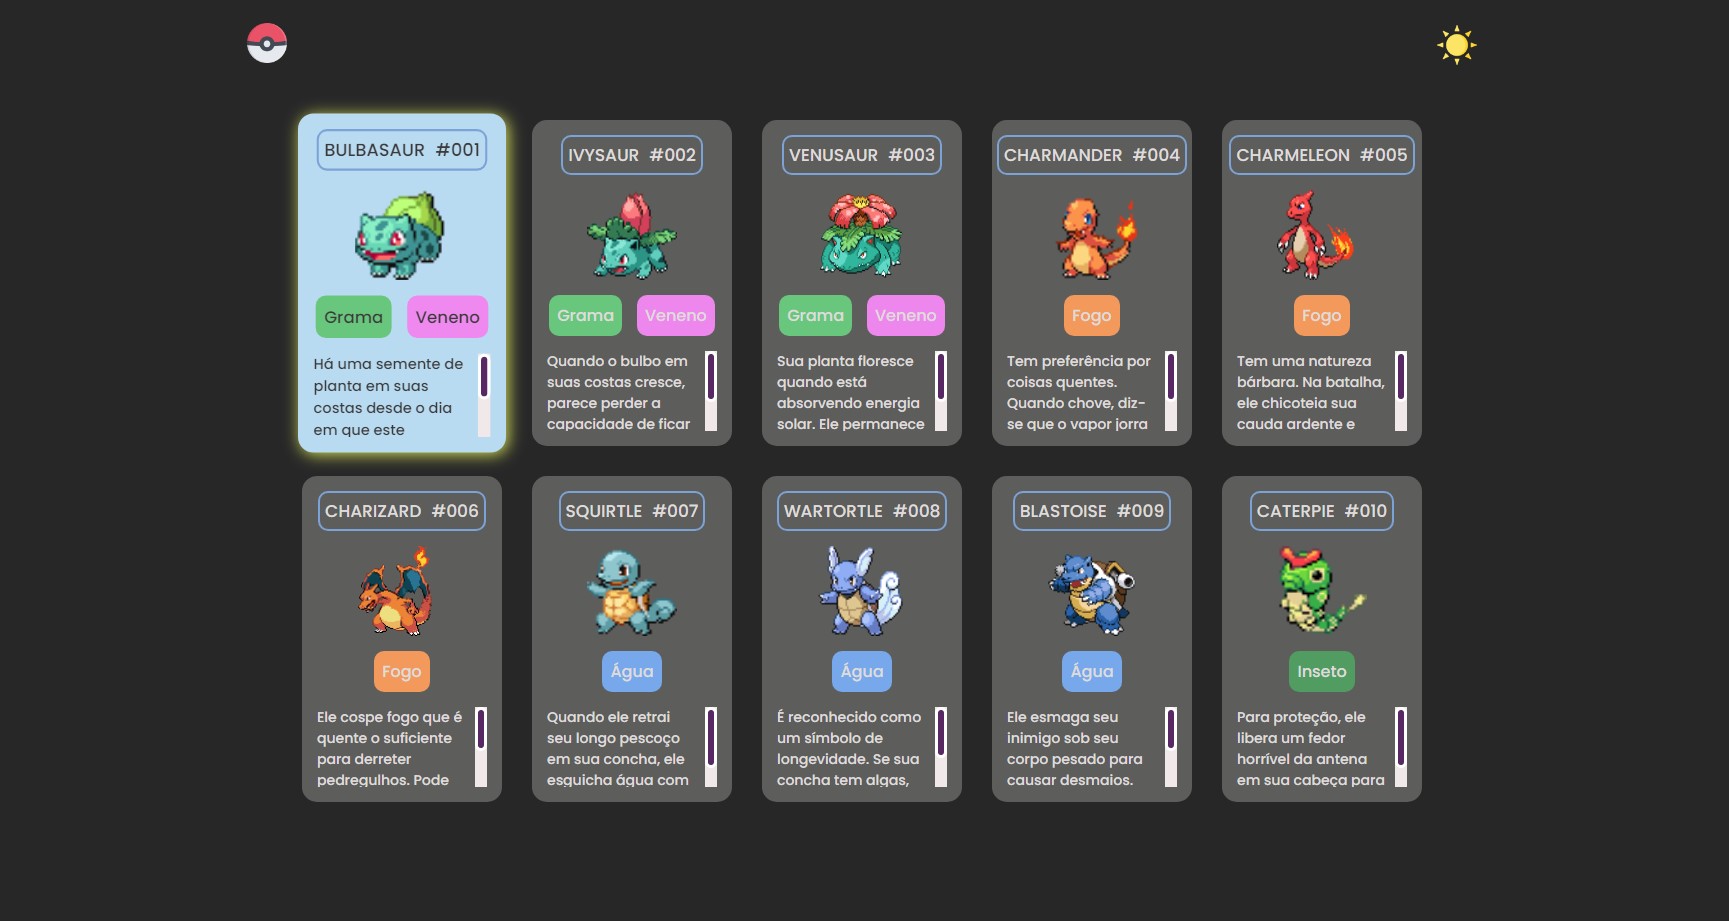 BULBASAUR #001
Grama Veneno
Há uma semente de
planta em suas
costas desde o dia
em que este
IVYSAUR #002
Grama Veneno
Quando o bulbo em
suas costas cresce,
parece perder a
capacidade de ficar
VENUSAUR #003
Grama Veneno
Sua planta floresce
quando está
absorvendo energia
solar. Ele permanece
CHARMANDER #004
Fogo
Tem preferência por
coisas quentes.
Quando chove, diz-
se que o vapor jorra
CHARMELEON #005
Fogo
Tem uma natureza
bárbara. Na batalha,
ele chicoteia sua
cauda ardente e
CHARIZARD #006
Fogo
Ele cospe fogo que é
quente o suficiente
para derreter
pedregulhos. Pode
SQUIRTLE #007
Água
Quando ele retrai
seu longo pescoço
em sua concha, ele
esguicha água com
WARTORTLE #008
Água
É reconhecido como
um símbolo de
longevidade. Se sua
concha tem algas,
BLASTOISE #009
Água
Ele esmaga seu
inimigo sob seu
corpo pesado para
causar desmaios.
CATERPIE #010
Inseto
Para proteção, ele
libera um fedor
horrível da antena
em sua cabeça para